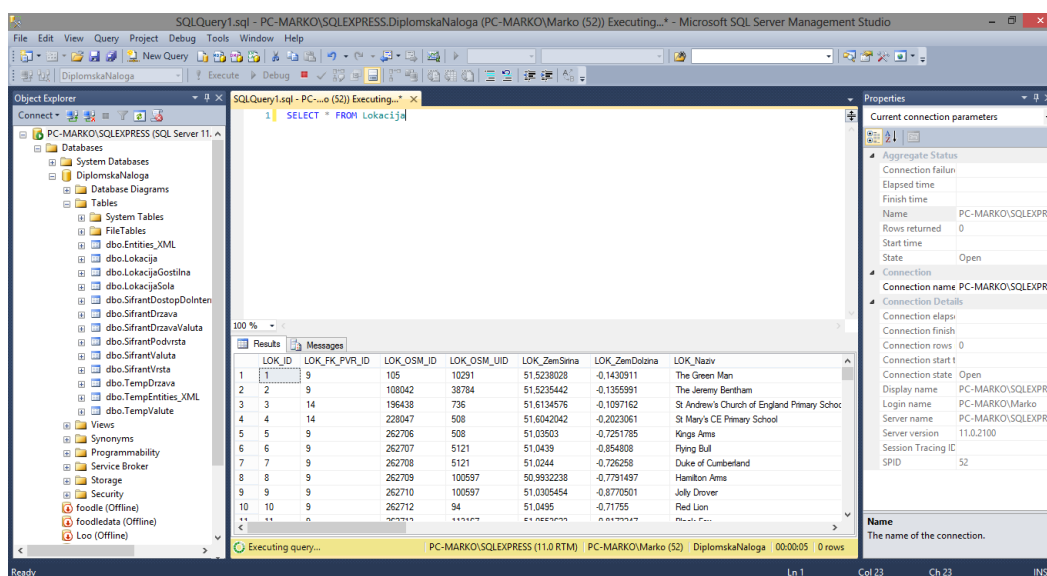 SQLQuery1.sql - PC-MARKO\SQLEXPRESS.DiplomskaNaloga (PC-MARKO\Marko (52)) Executing...* - Microsoft SQL Server Management Studio
File Edit View Query Project Debug Tools Window Help
New Query
DiplomskaNaloga Execute Debug
Object Explorer
Connect
PC-MARKO\SQLEXPRESS (SQL Server 11.
Databases
System Databases
DiplomskaNaloga
Database Diagrams
Tables
System Tables
FileTables
dbo.Entities_XML
dbo.Lokacija
dbo.LokacijaGostilna
dbo.LokacijaSola
dbo.SifrantDostopDoInten
dbo.SifrantDrzava
dbo.SifrantDrzavaValuta
dbo.SifrantPodvrsta
dbo.SifrantValuta
dbo.SifrantVrsta
dbo.TempDrzava
dbo.TempEntities_XML
dbo.TempValute
Views
Synonyms
Programmability
Service Broker
Storage
Security
foodle (Offline)
foodledata (Offline)
Loo (Offline)
SQLQuery1.sql - PC-...o (52)) Executing...*
1 SELECT * FROM Lokacija
100 %
Results Messages
LOK_ID LOK_FK_PVR_ID LOK_OSM_ID LOK_OSM_UID LOK_ZemSirina LOK_ZemDolzina LOK_Naziv
1 1 9 105 10291 51,5238028 -0,1430911 The Green Man
2 2 9 108042 38784 51,5235442 -0,1355991 The Jeremy Bentham
3 3 14 196438 736 51,6134576 -0,1097162 St Andrew's Church of England Primary Schoo
4 4 14 228047 508 51,6042042 -0,2023061 St Mary's CE Primary School
5 5 9 262706 508 51,03503 -0,7251785 Kings Arms
6 6 9 262707 5121 51,0439 -0,854808 Flying Bull
7 7 9 262708 5121 51,0244 -0,726258 Duke of Cumberland
8 8 9 262709 100597 50,9932238 -0,7791497 Hamilton Arms
9 9 9 262710 100597 51,0305454 -0,8770501 Jolly Drover
10 10 9 262712 94 51,0495 -0,71755 Red Lion
Executing query... PC-MARKO\SQLEXPRESS (11.0 RTM) PC-MARKO\Marko (52) DiplomskaNaloga 00:00:05 0 rows
Properties
Current connection parameters
Aggregate Status
Connection failure
Elapsed time
Finish time
Name PC-MARKO\SQLEXPR
Rows returned 0
Start time
State Open
Connection
Connection name PC-MARKO\SQLEXPR
Connection Details
Connection elaps
Connection finish
Connection rows 0
Connection start t
Connection state Open
Display name PC-MARKO\SQLEXPR
Login name PC-MARKO\Marko
Server name PC-MARKO\SQLEXPR
Server version 11.0.2100
Session Tracing ID
SPID 52
Name
The name of the connection.
Ready Ln 1 Col 23 Ch 23 INS